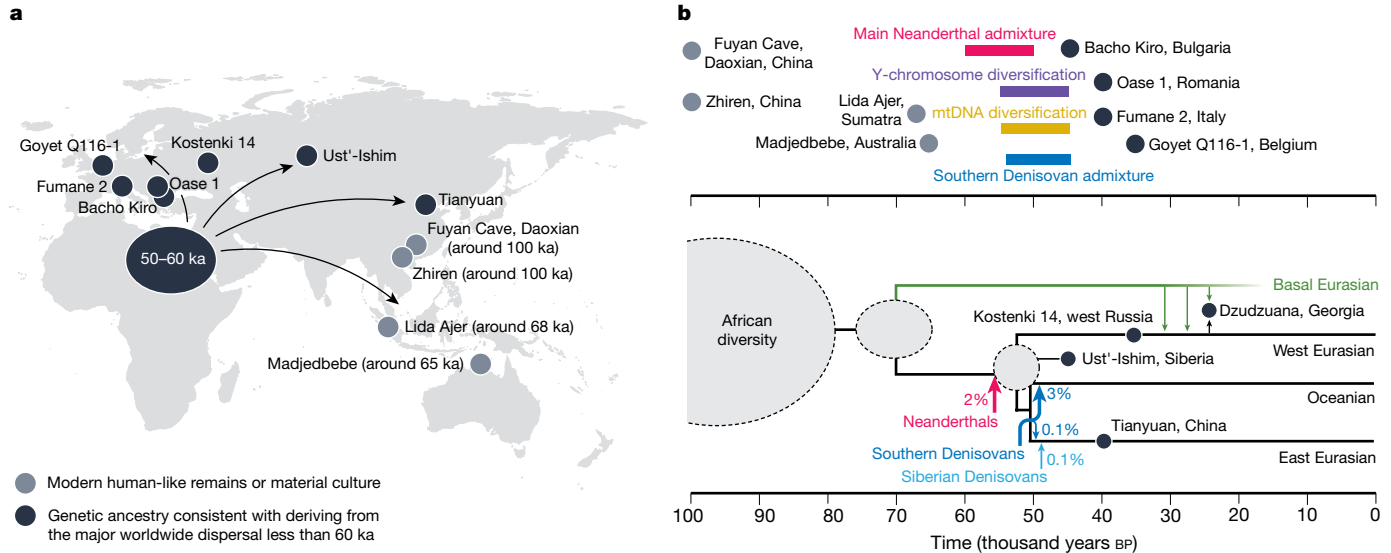 a
Goyet Q116-1
Kostenki 14
Ust'-Ishim
Fumane 2
Oase 1
Bacho Kiro
Tianyuan
Fuyan Cave, Daoxian
(around 100 ka)
50–60 ka
Zhiren (around 100 ka)
Lida Ajer (around 68 ka)
Madjedbebe (around 65 ka)
Modern human-like remains or material culture
Genetic ancestry consistent with deriving from
the major worldwide dispersal less than 60 ka
b
Fuyan Cave,
Daoxian, China
Main Neanderthal admixture
Bacho Kiro, Bulgaria
Y-chromosome diversification
Oase 1, Romania
Zhiren, China
Lida Ajer,
Sumatra
mtDNA diversification
Fumane 2, Italy
Madjedbebe, Australia
Goyet Q116-1, Belgium
Southern Denisovan admixture
Basal Eurasian
African
diversity
Kostenki 14, west Russia
Dzudzuana, Georgia
West Eurasian
Ust'-Ishim, Siberia
2%
3%
Oceanian
Neanderthals
Tianyuan, China
0.1%
Southern Denisovans
0.1%
East Eurasian
Siberian Denisovans
100 90 80 70 60 50 40 30 20 10 0
Time (thousand years BP)